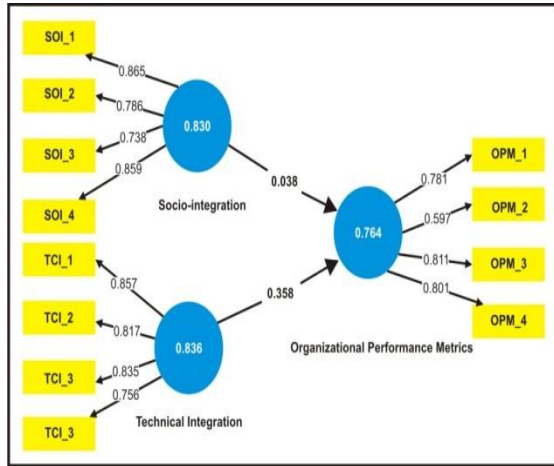 SOI_1
0.865
SOI_2
0.786
0.830
SOI_3
0.738
0.859
SOI_4
Socio-integration
0.038
TCI_1
0.857
TCI_2
0.817
0.836
TCI_3
0.835
0.756
TCI_3
Technical Integration
0.358
0.764
Organizational Performance Metrics
OPM_1
0.781
OPM_2
0.597
OPM_3
0.811
0.801
OPM_4